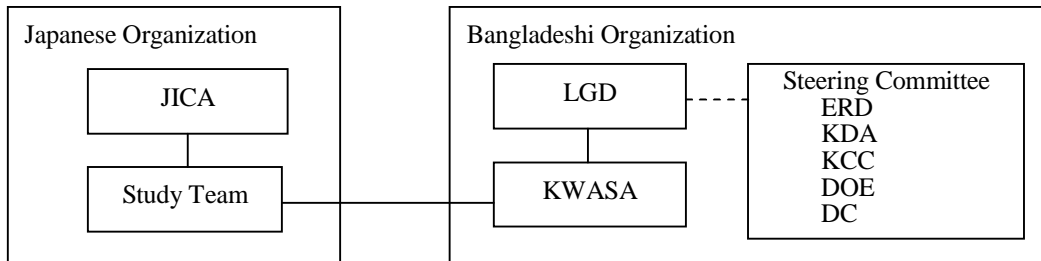 Japanese Organization
JICA
Study Team
Bangladeshi Organization
LGD
KWASA
Steering Committee
ERD
KDA
KCC
DOE
DC